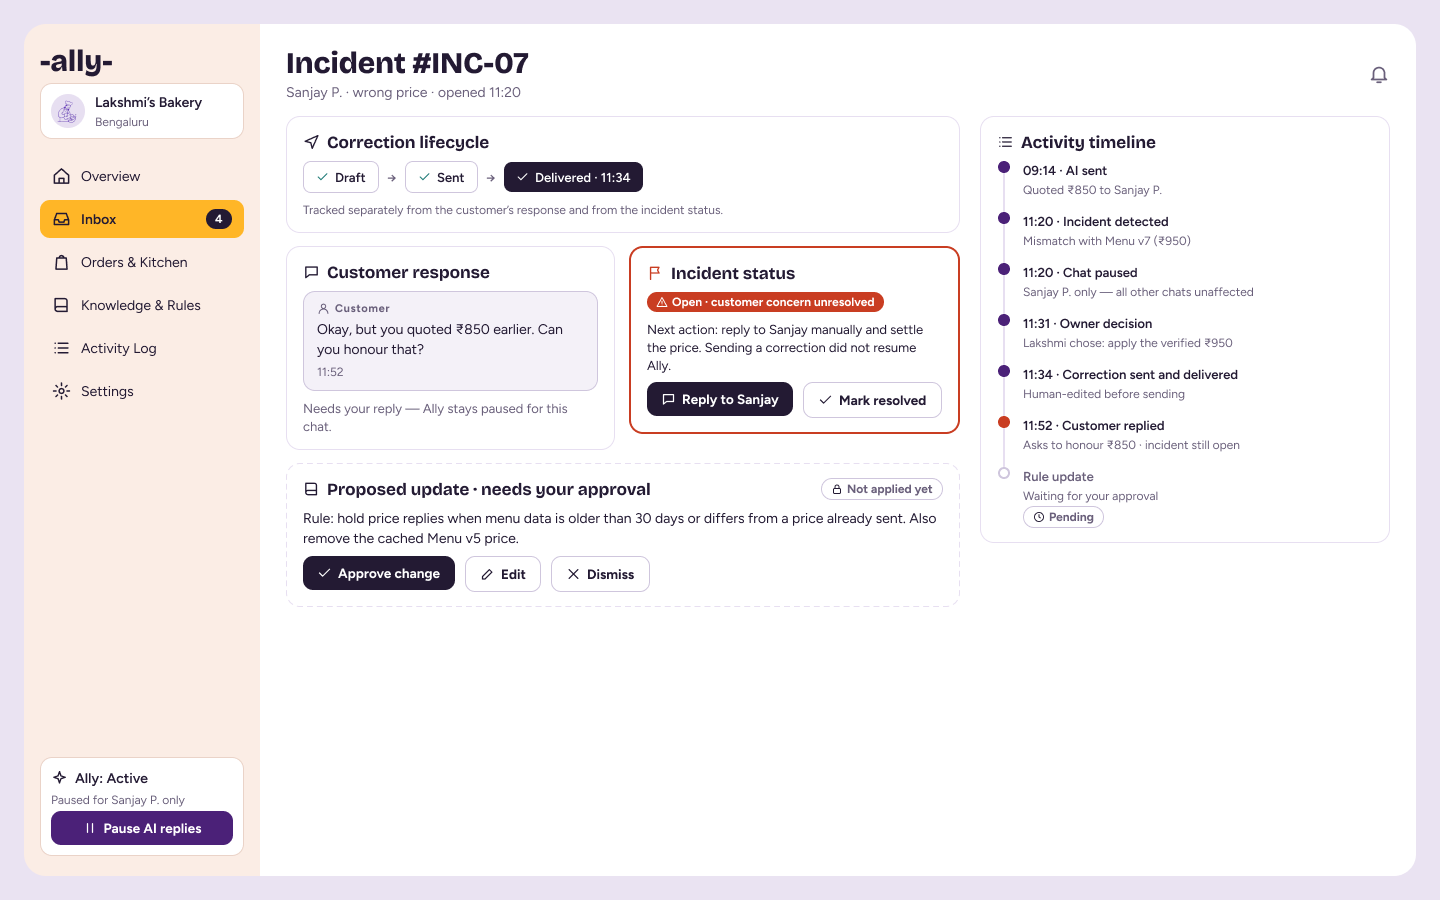 -ally-
Lakshmi's Bakery
Bengaluru
Overview
Inbox
4
Orders & Kitchen
Knowledge & Rules
Activity Log
Settings
Ally: Active
Paused for Sanjay P. only
Pause AI replies
Incident #INC-07
Sanjay P. · wrong price · opened 11:20
Correction lifecycle
Draft → Sent → Delivered · 11:34
Tracked separately from the customer's response and from the incident status.
Customer response
Customer
Okay, but you quoted ₹850 earlier. Can
you honour that?
11:52
Needs your reply — Ally stays paused for this
chat.
Incident status
Open · customer concern unresolved
Next action: reply to Sanjay manually and settle
the price. Sending a correction did not resume
Ally.
Reply to Sanjay
Mark resolved
Proposed update · needs your approval
Not applied yet
Rule: hold price replies when menu data is older than 30 days or differs from a price already sent. Also
remove the cached Menu v5 price.
Approve change
Edit
Dismiss
Activity timeline
09:14 · AI sent
Quoted ₹850 to Sanjay P.
11:20 · Incident detected
Mismatch with Menu v7 (₹950)
11:20 · Chat paused
Sanjay P. only — all other chats unaffected
11:31 · Owner decision
Lakshmi chose: apply the verified ₹950
11:34 · Correction sent and delivered
Human-edited before sending
11:52 · Customer replied
Asks to honour ₹850 · incident still open
Rule update
Waiting for your approval
Pending